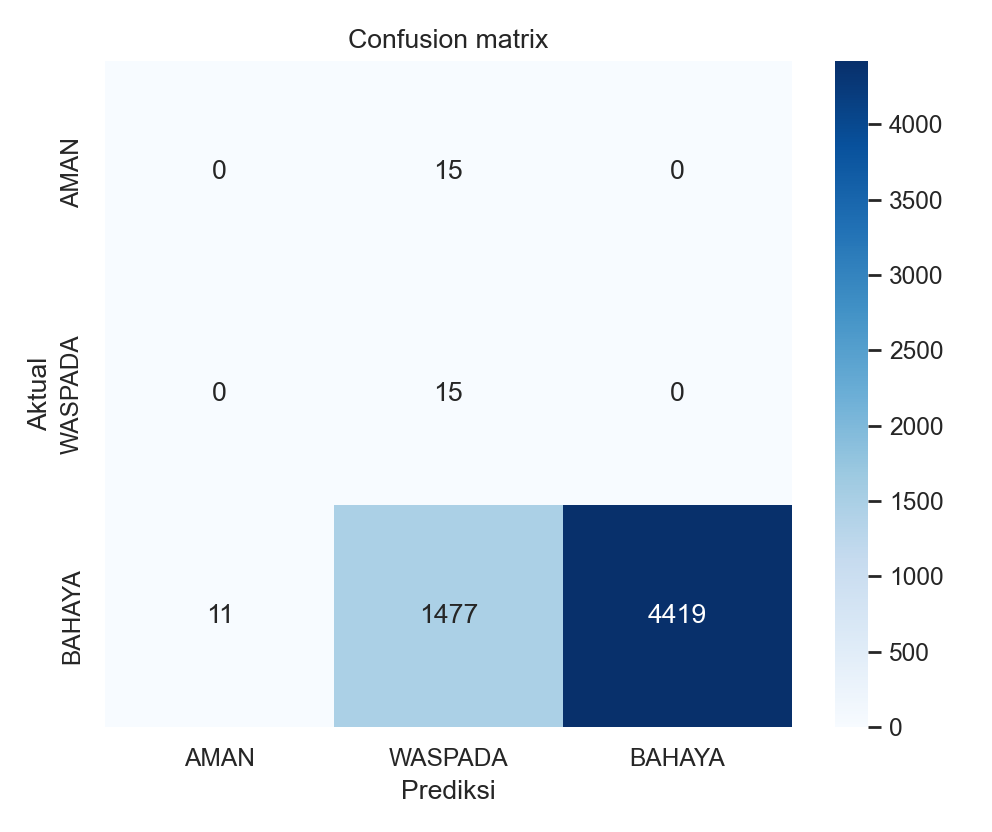 Confusion matrix
AMAN
0 15 0
Aktual
WASPADA
0 15 0
BAHAYA
11 1477 4419
AMAN WASPADA BAHAYA
Prediksi
4000
3500
3000
2500
2000
1500
1000
500
0